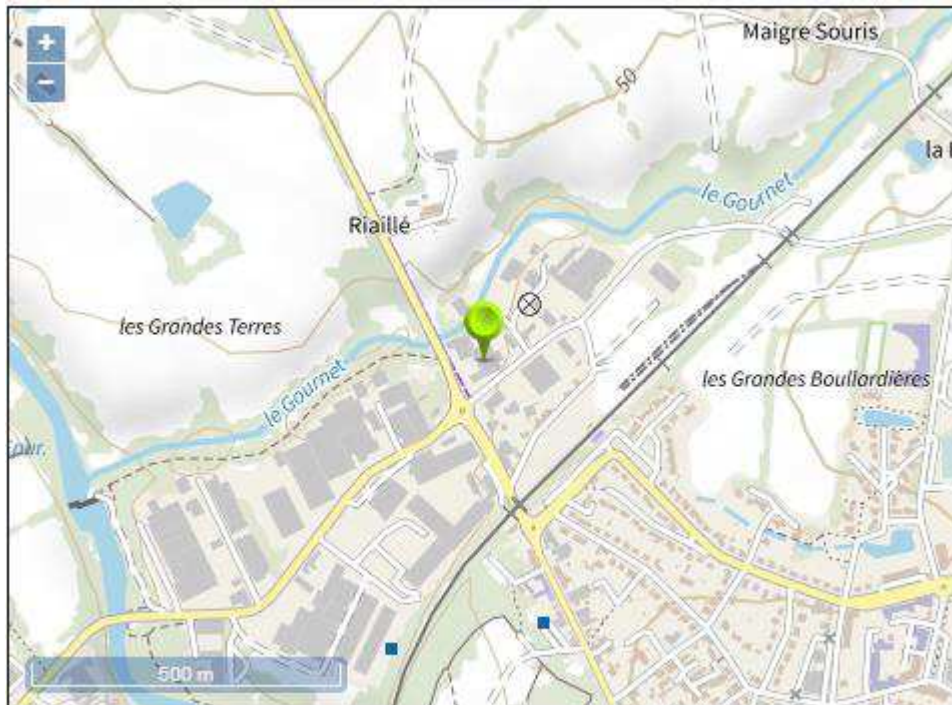 +
Maigre Souris
−
50
la
le Gournet
Riaillé
les Grandes Terres
les Grandes Boullardières
le Gournet
500 m